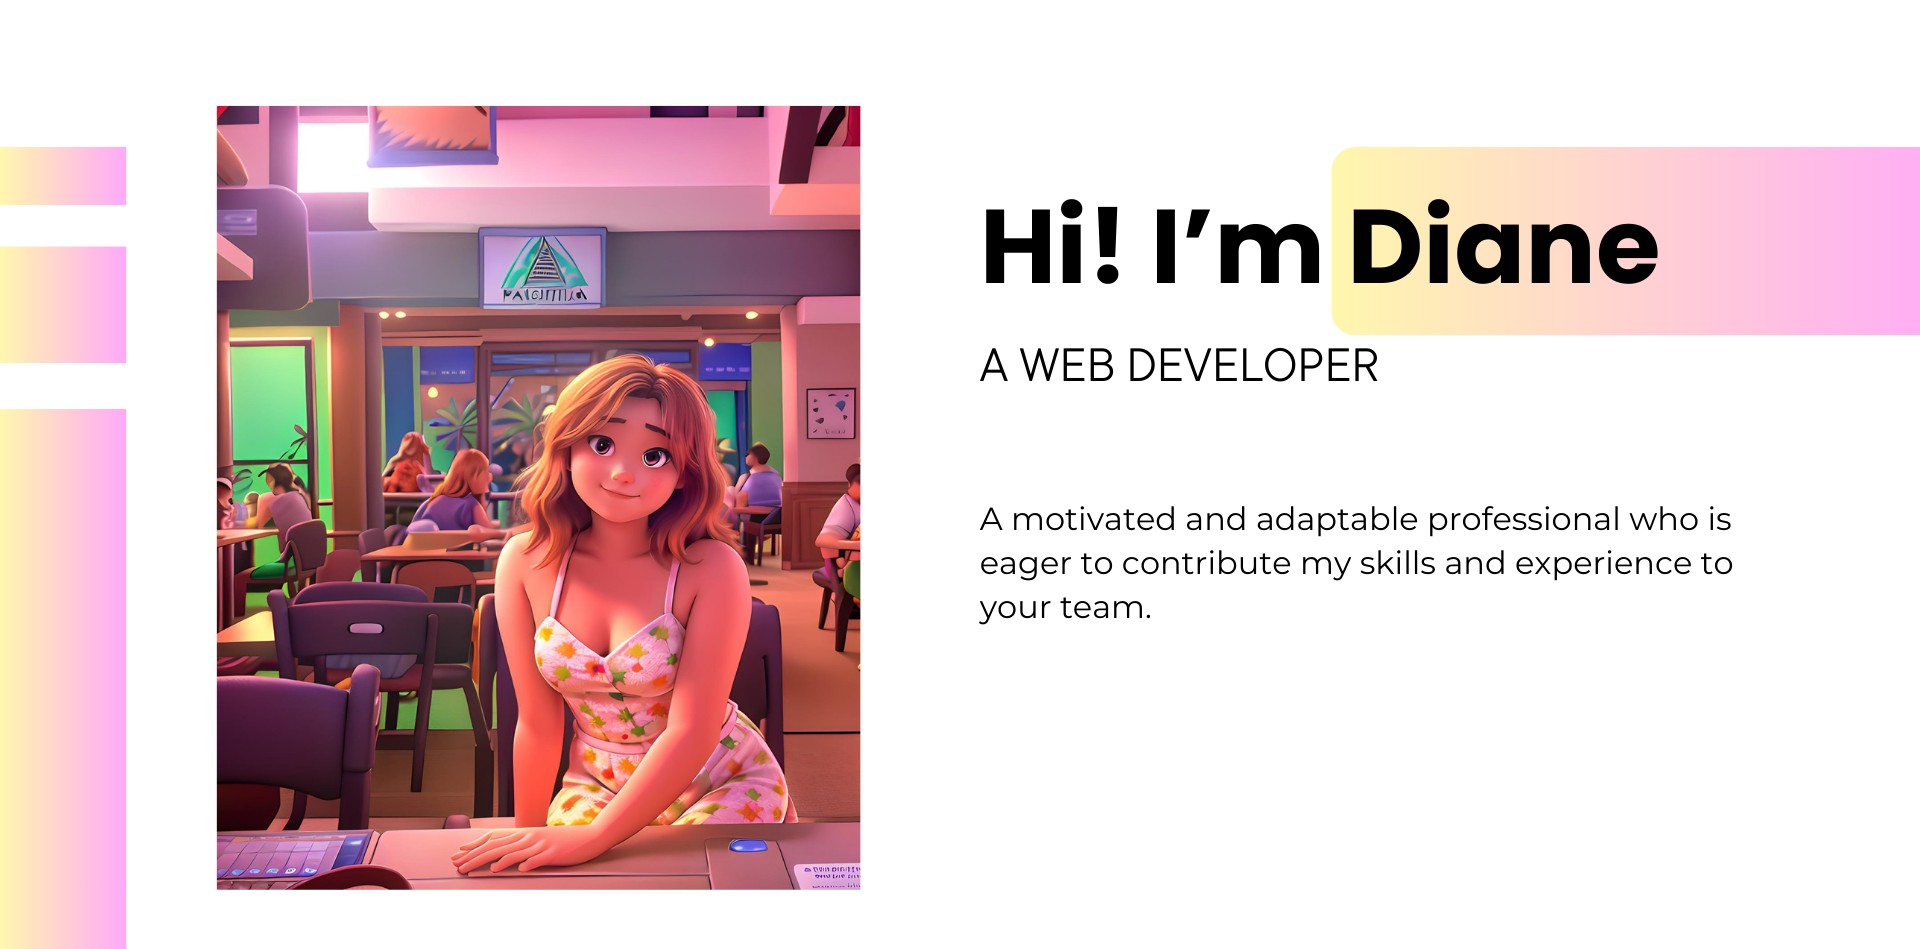 Hi! I’m Diane
A WEB DEVELOPER
A motivated and adaptable professional who is
eager to contribute my skills and experience to
your team.